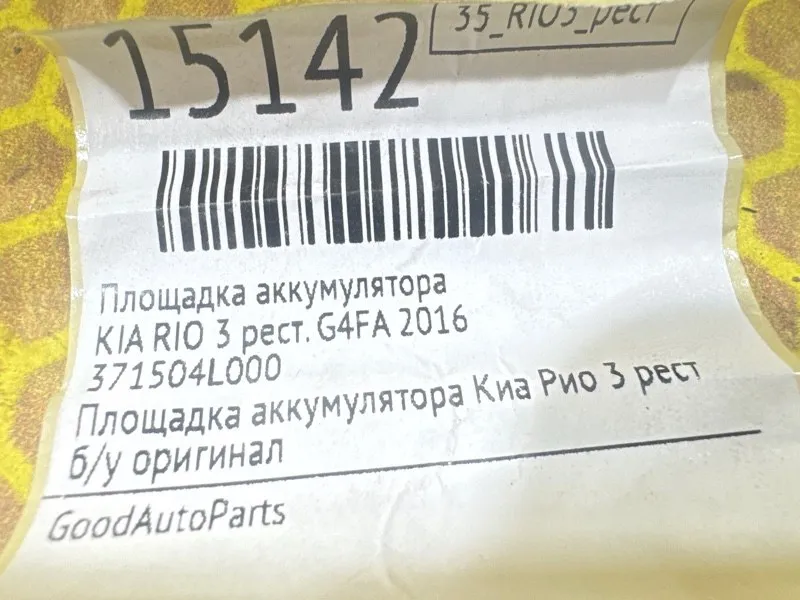 15142
35_RIO3_рест
Площадка аккумулятора
KIA RIO 3 рест. G4FA 2016
371504L000
Площадка аккумулятора Киа Рио 3 рест
б/у оригинал
GoodAutoParts